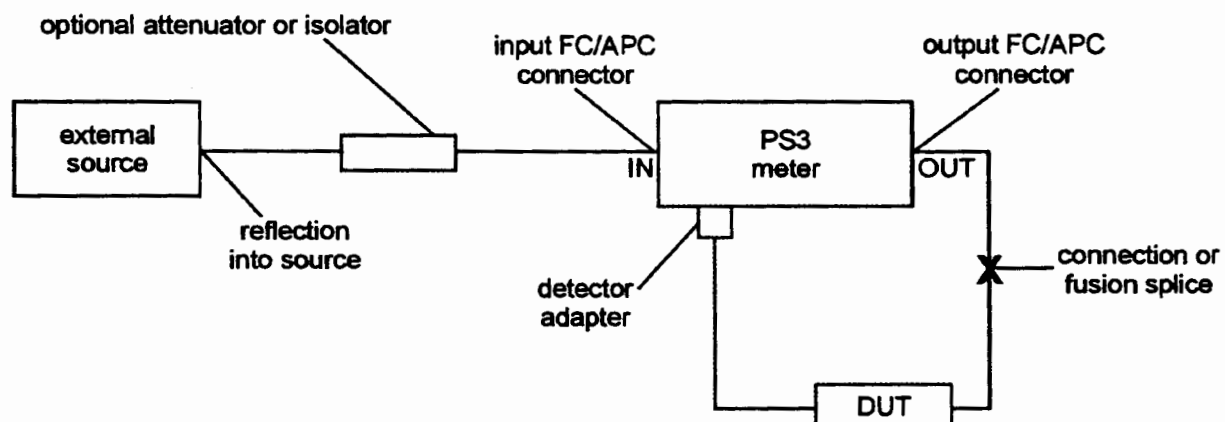 optional attenuator or isolator
input FC/APC
connector
output FC/APC
connector
external
source
PS3
meter
IN
OUT
reflection
into source
detector
adapter
connection or
fusion splice
DUT